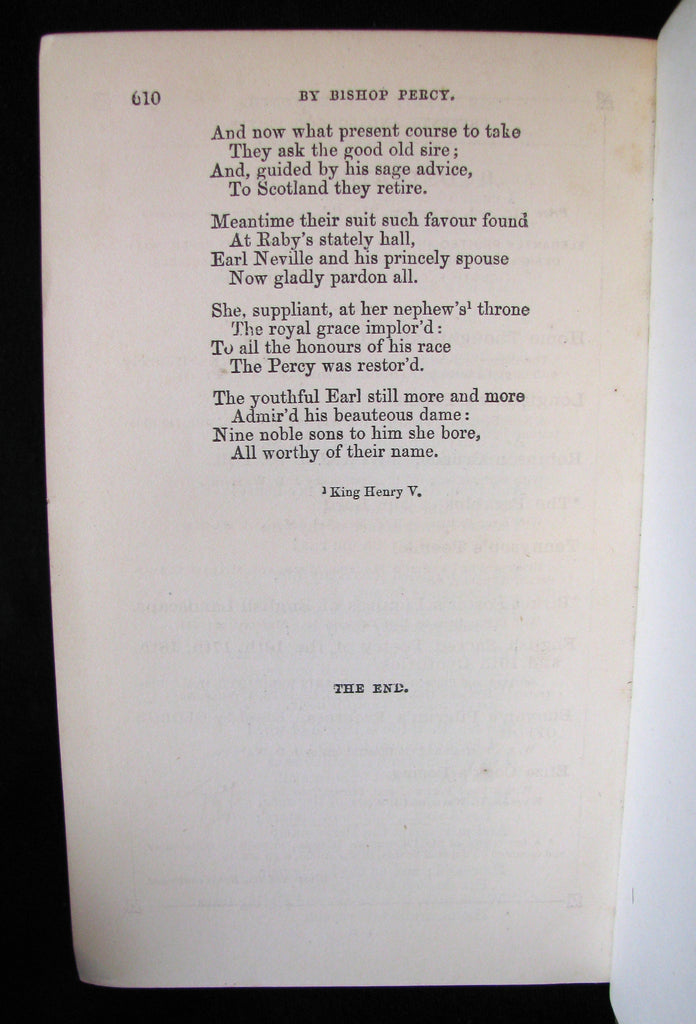 610 BY BISHOP PERCY.
And now what present course to take
They ask the good old sire;
And, guided by his sage advice,
To Scotland they retire.
Meantime their suit such favour found
At Raby's stately hall,
Earl Neville and his princely spouse
Now gladly pardon all.
She, suppliant, at her nephew's¹ throne
The royal grace implor'd:
To all the honours of his race
The Percy was restor'd.
The youthful Earl still more and more
Admir'd his beauteous dame:
Nine noble sons to him she bore,
All worthy of their name.
¹ King Henry V.
THE END.